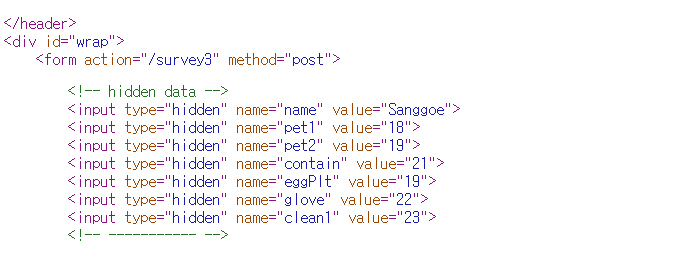 </header>
<div id="wrap">
<form action="/survey3" method="post">
<!-- hidden data -->
<input type="hidden" name="name" value="Sanggoe">
<input type="hidden" name="pet1" value="18">
<input type="hidden" name="pet2" value="19">
<input type="hidden" name="contain" value="21">
<input type="hidden" name="eggPlt" value="19">
<input type="hidden" name="glove" value="22">
<input type="hidden" name="clean1" value="23">
<!-- ----------- -->